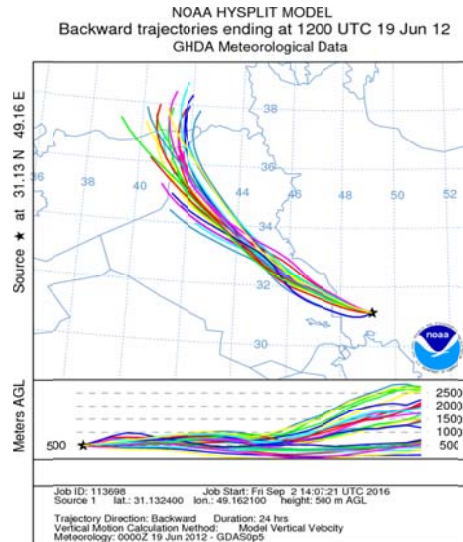 NOAA HYSPLIT MODEL
Backward trajectories ending at 1200 UTC 19 Jun 12
GHDA Meteorological Data
Source ★ at 31.13 N 49.16 E
38
36
38
40
42
44
46
48
50
52
36
34
32
30
noaa
Meters AGL
500
2500
2000
1500
1000
500
Job ID: 113698 Job Start: Fri Sep 2 14:07:21 UTC 2016
Source 1 lat.: 31.132400 lon.: 49.162100 height: 500 m AGL
Trajectory Direction: Backward Duration: 24 hrs
Vertical Motion Calculation Method: Model Vertical Velocity
Meteorology: 0000Z 19 Jun 2012 - GDAS0p5